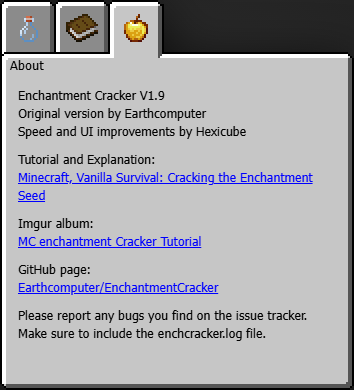 About
Enchantment Cracker V1.9
Original version by Earthcomputer
Speed and UI improvements by Hexicube
Tutorial and Explanation:
Minecraft, Vanilla Survival: Cracking the Enchantment
Seed
Imgur album:
MC enchantment Cracker Tutorial
GitHub page:
Earthcomputer/EnchantmentCracker
Please report any bugs you find on the issue tracker.
Make sure to include the enchcracker.log file.